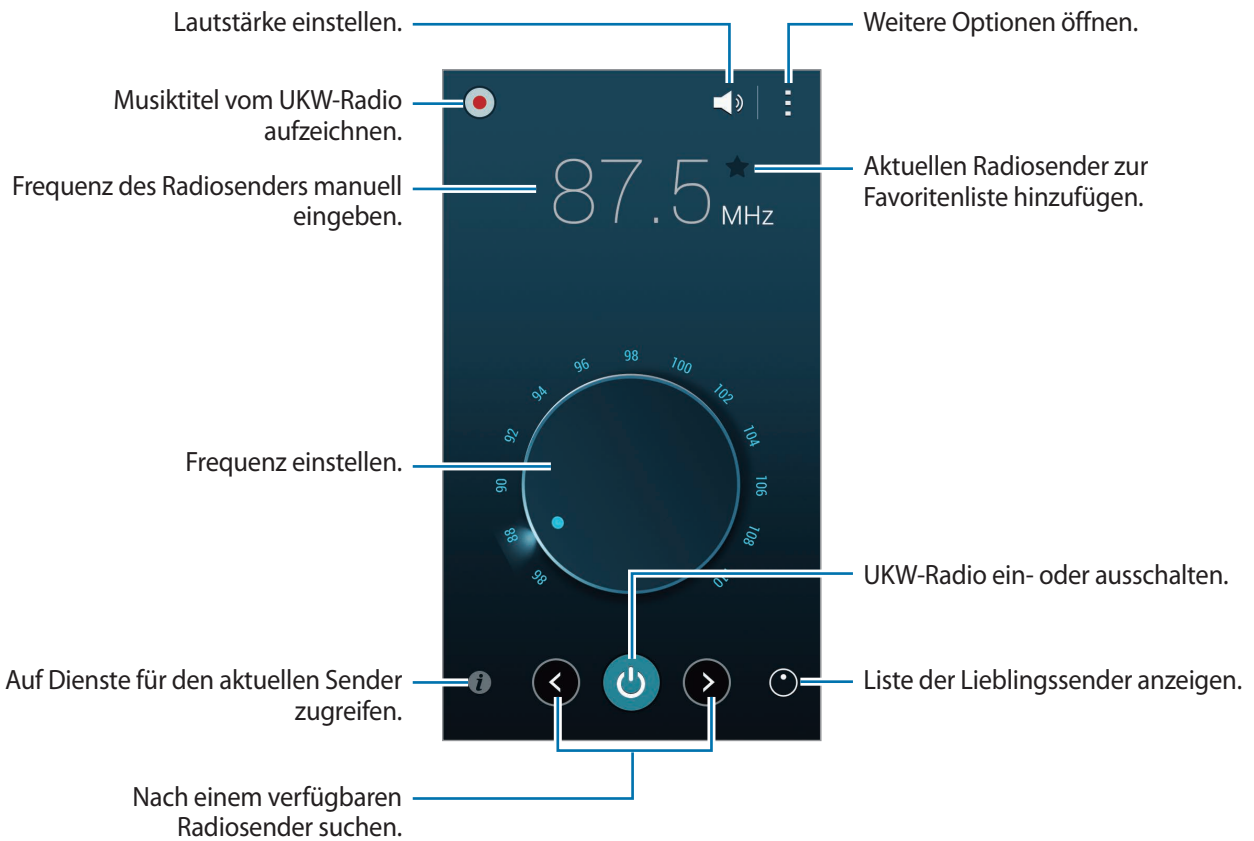 Lautstärke einstellen.
Weitere Optionen öffnen.
Musiktitel vom UKW-Radio
aufzeichnen.
Frequenz des Radiosenders manuell
eingeben.
87.5 MHz
Aktuellen Radiosender zur
Favoritenliste hinzufügen.
86
88
90
92
94
96
98
100
102
104
106
108
110
Frequenz einstellen.
UKW-Radio ein- oder ausschalten.
Auf Dienste für den aktuellen Sender
zugreifen.
i
Liste der Lieblingssender anzeigen.
Nach einem verfügbaren
Radiosender suchen.